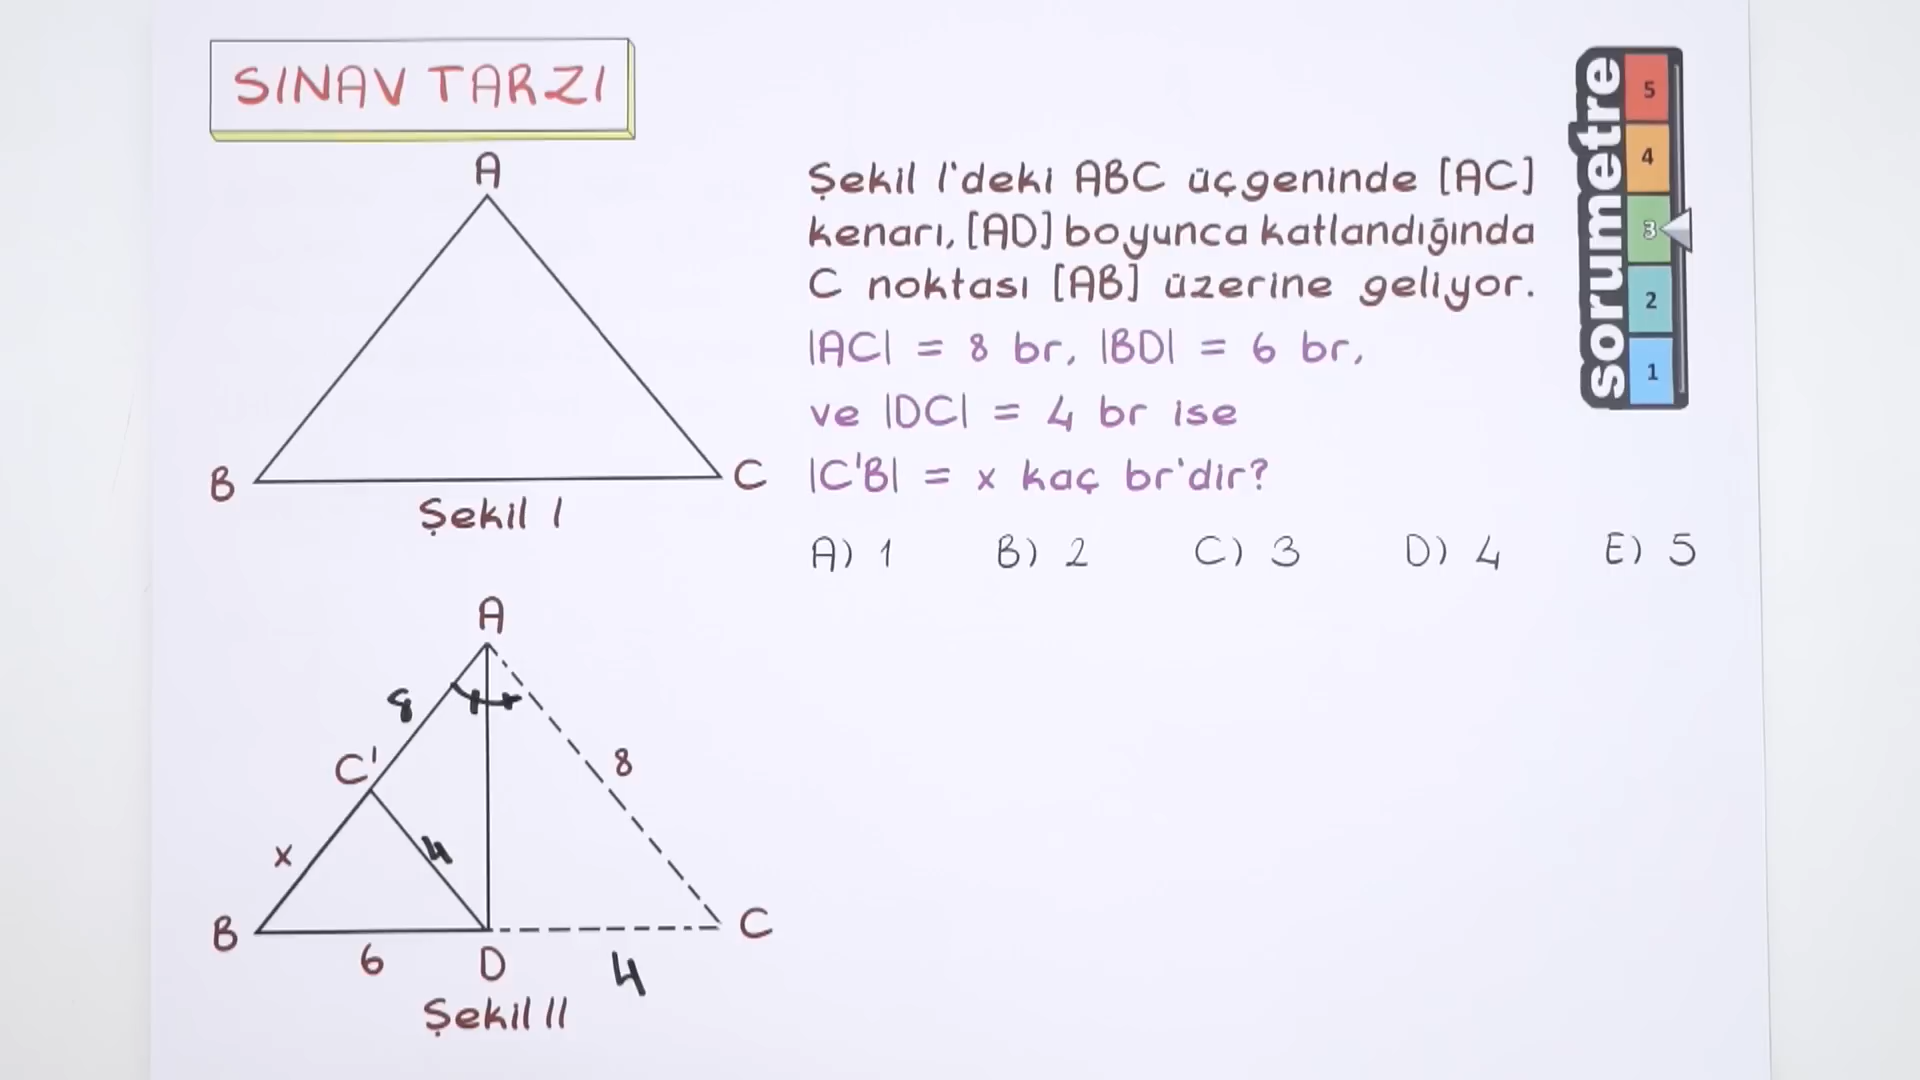 SINAV TARZI
A
B
C
Şekil I
Şekil I'deki ABC üçgeninde [AC]
kenarı, [AD] boyunca katlandığında
C noktası [AB] üzerine geliyor.
|AC| = 8 br, |BD| = 6 br,
ve |DC| = 4 br ise
|C'B| = x kaç br'dir?
A) 1 B) 2 C) 3 D) 4 E) 5
sorumetre
5
4
3
2
1
A
8
8
C'
x
4
B
C
6
D
4
Şekil II